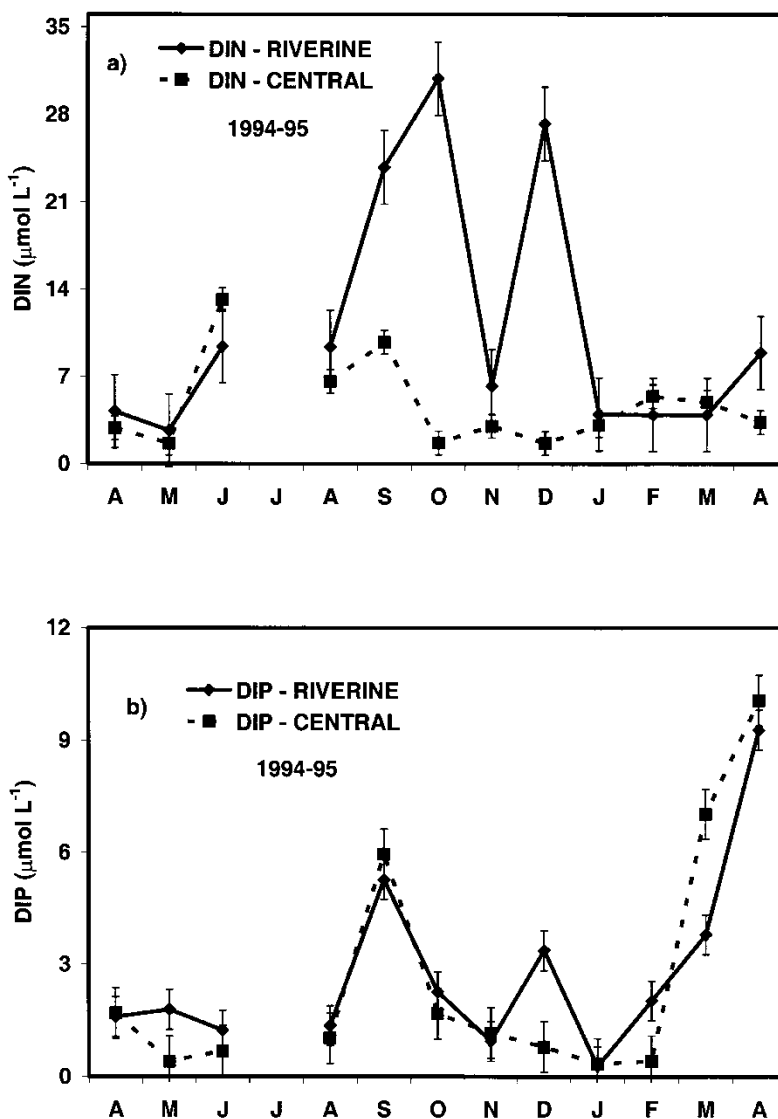 35
28
21
14
7
0
DIN (μmol L⁻¹)
a)
DIN - RIVERINE
DIN - CENTRAL
1994-95
A M J J A S O N D J F M A
12
9
6
3
0
DIP (μmol L⁻¹)
b)
DIP - RIVERINE
DIP - CENTRAL
1994-95
A M J J A S O N D J F M A